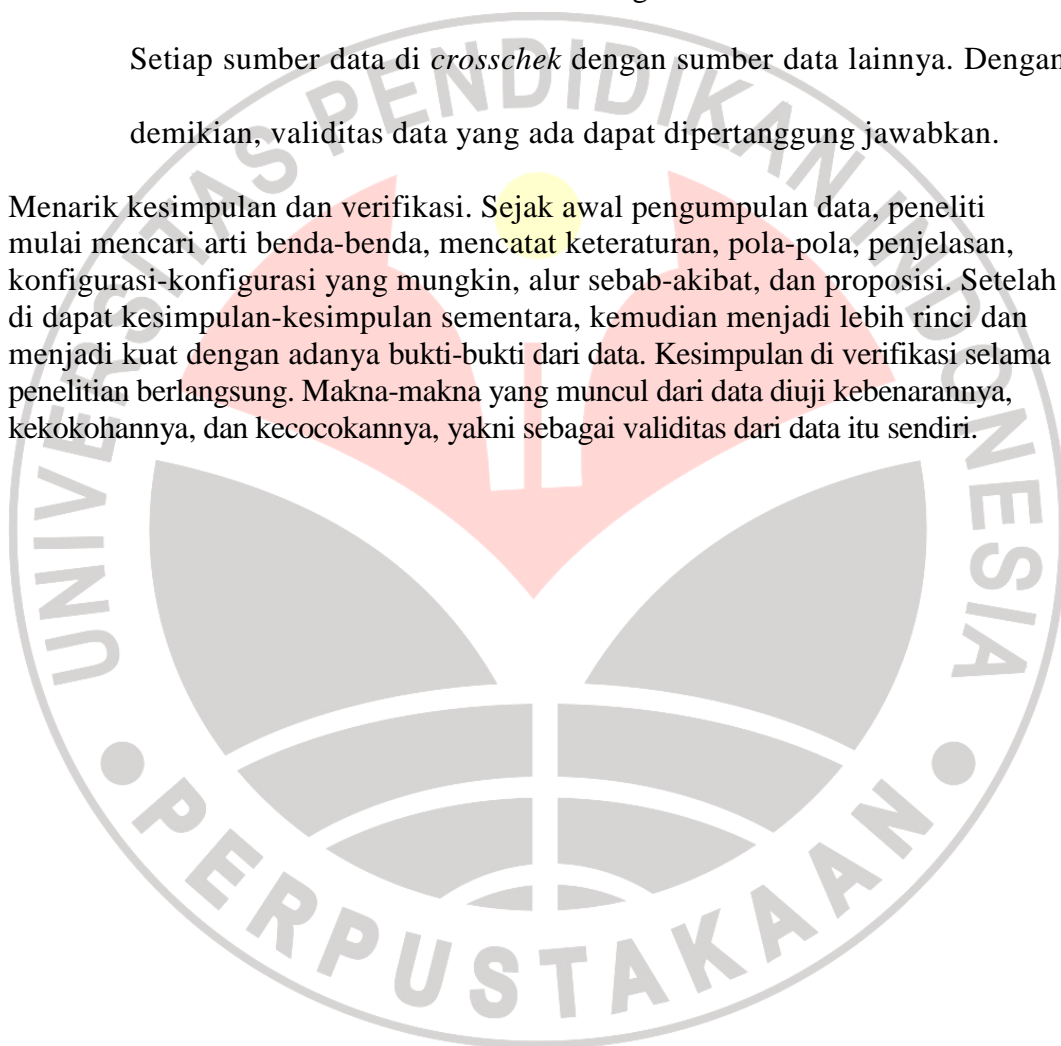 Setiap sumber data di crosschek dengan sumber data lainnya. Dengan
demikian, validitas data yang ada dapat dipertanggung jawabkan.
Menarik kesimpulan dan verifikasi. Sejak awal pengumpulan data, peneliti
mulai mencari arti benda-benda, mencatat keteraturan, pola-pola, penjelasan,
konfigurasi-konfigurasi yang mungkin, alur sebab-akibat, dan proposisi. Setelah
di dapat kesimpulan-kesimpulan sementara, kemudian menjadi lebih rinci dan
menjadi kuat dengan adanya bukti-bukti dari data. Kesimpulan di verifikasi selama
penelitian berlangsung. Makna-makna yang muncul dari data diuji kebenarannya,
kekokohannya, dan kecocokannya, yakni sebagai validitas dari data itu sendiri.
UNIVERSITAS PENDIDIKAN INDONESIA
PERPUSTAKAAN